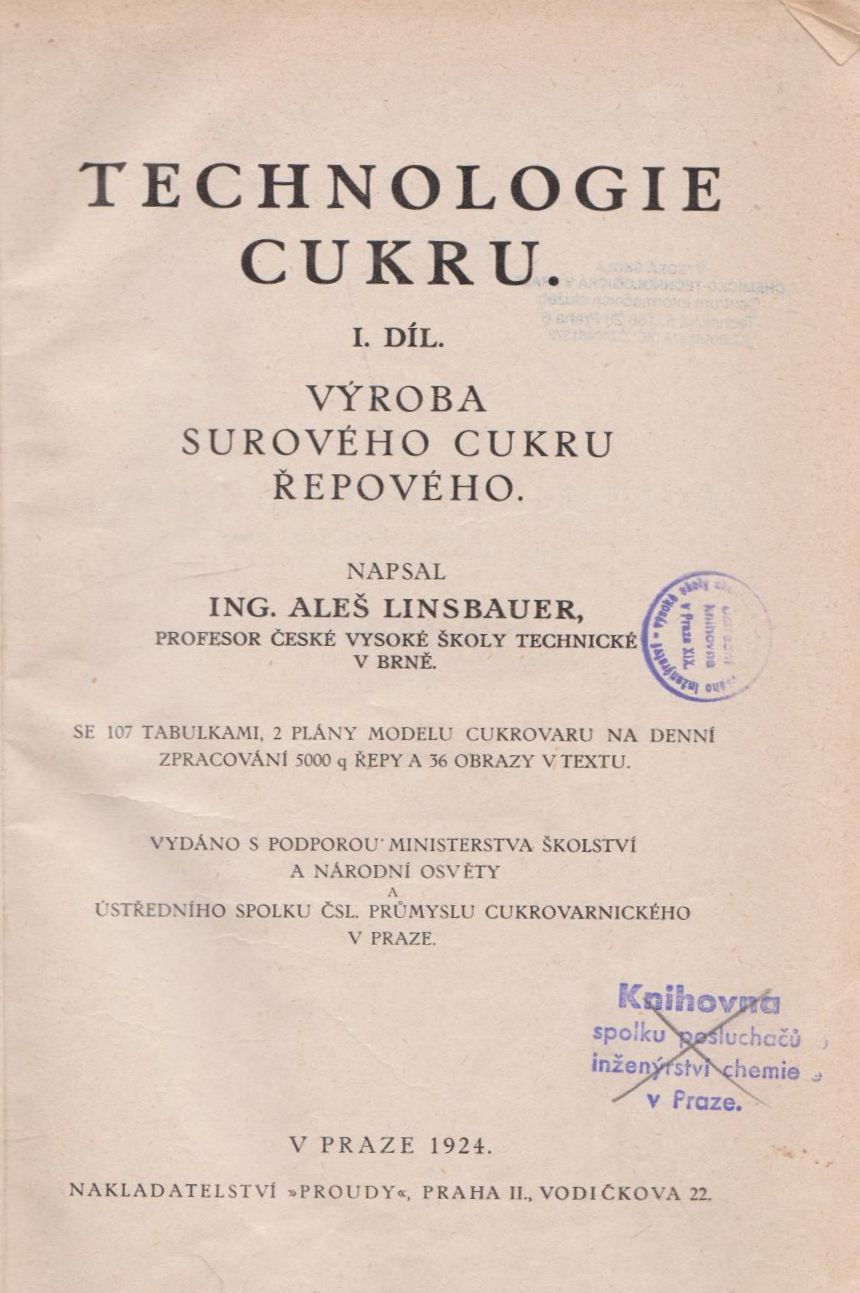 TECHNOLOGIE
CUKRU.
I. DÍL.
VÝROBA
SUROVÉHO CUKRU
ŘEPOVÉHO.
NAPSAL
ING. ALEŠ LINSBAUER,
PROFESOR ČESKÉ VYSOKÉ ŠKOLY TECHNICKÉ
V BRNĚ.
knihovna
v Praze XIX.
SE 107 TABULKAMI, 2 PLÁNY MODELU CUKROVARU NA DENNÍ
ZPRACOVÁNÍ 5000 q ŘEPY A 36 OBRAZY V TEXTU.
VYDÁNO S PODPOROU MINISTERSTVA ŠKOLSTVÍ
A NÁRODNÍ OSVĚTY
A
ÚSTŘEDNÍHO SPOLKU ČSL. PRŮMYSLU CUKROVARNICKÉHO
V PRAZE.
Knihovna
spolku posluchačů
inženýrství chemie
v Praze.
V PRAZE 1924.
NAKLADATELSTVÍ »PROUDY«, PRAHA II., VODIČKOVA 22.